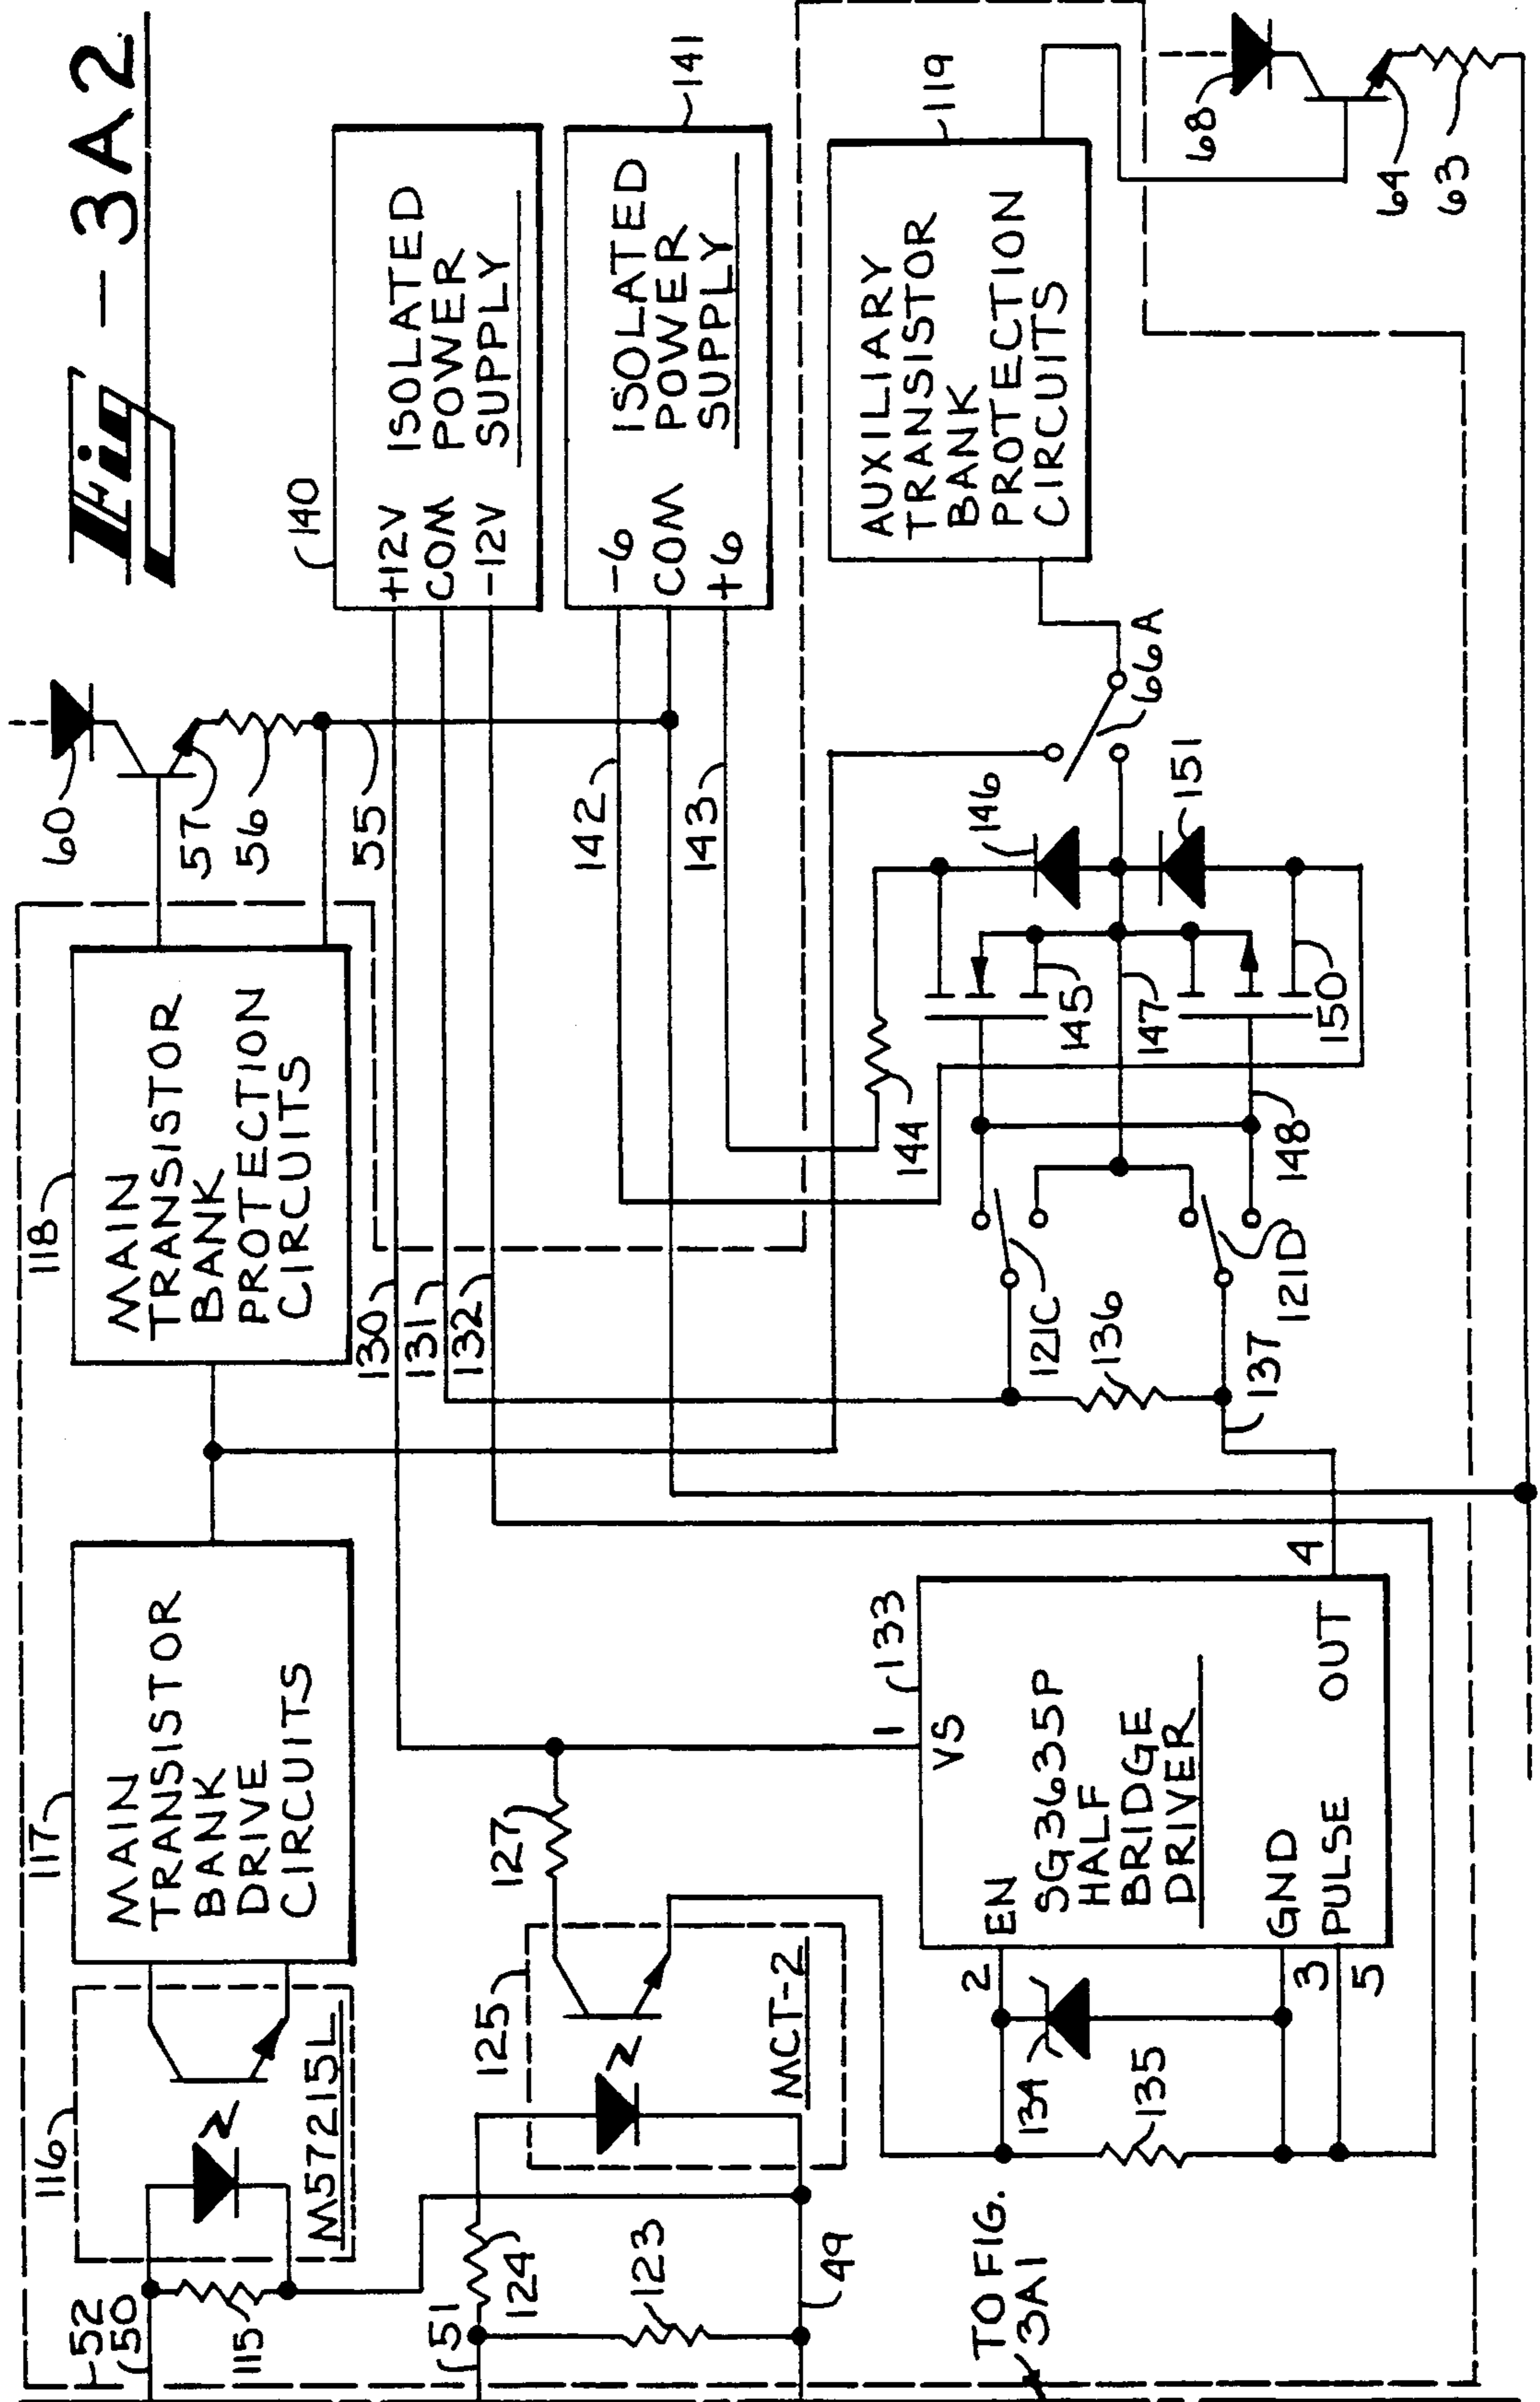 Fig-3A2
118
MAIN
TRANSISTOR
BANK
PROTECTION
CIRCUITS
117
MAIN
TRANSISTOR
BANK
DRIVE
CIRCUITS
116
M57215L
52
50
115
60
57
56
55
140
+12V
COM
-12V
ISOLATED
POWER
SUPPLY
141
-6
COM
+6
ISOLATED
POWER
SUPPLY
142
143
130
131
132
119
AUXILIARY
TRANSISTOR
BANK
PROTECTION
CIRCUITS
68
64
63
66A
146
151
145
147
150
144
148
121C
121D
136
137
133
1
VS
SG3635P
HALF
BRIDGE
DRIVER
EN
GND
PULSE
OUT
4
2
3
5
134
135
127
125
MCT-2
51
124
123
49
TO FIG.
3A1